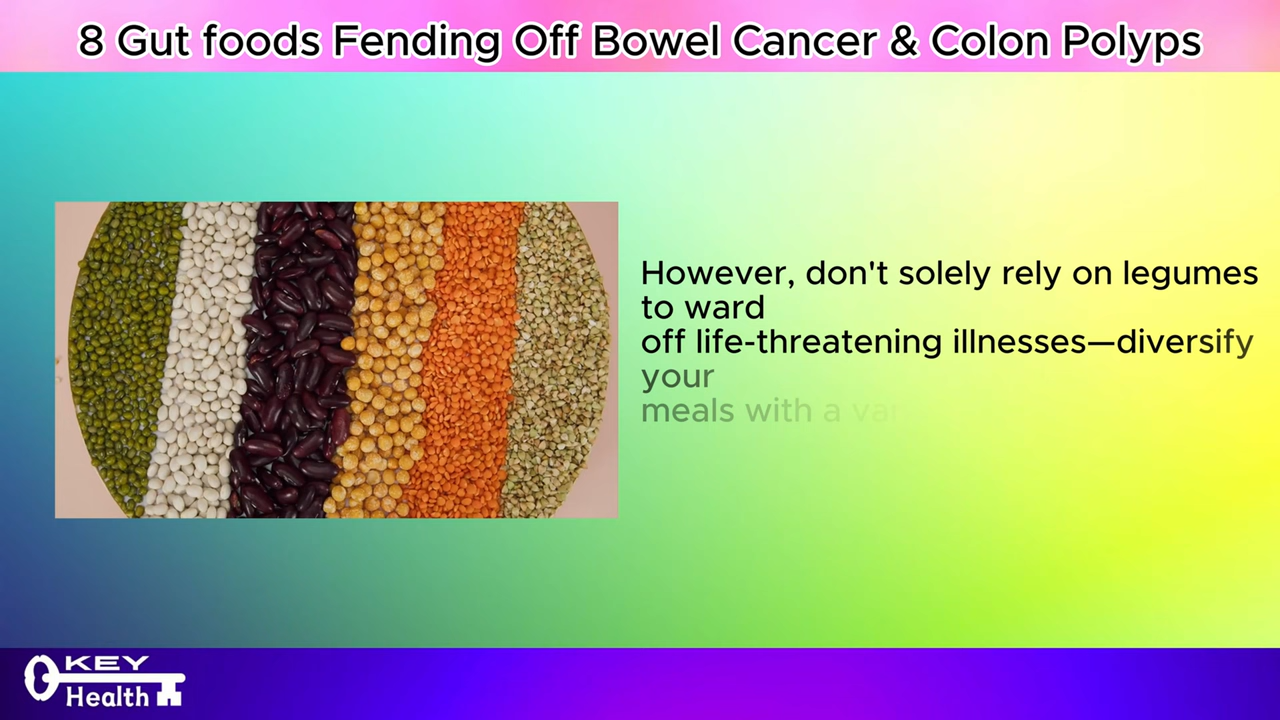 8 Gut foods Fending Off Bowel Cancer & Colon Polyps
However, don't solely rely on legumes
to ward
off life-threatening illnesses—diversify
your
meals with a
KEY
Health